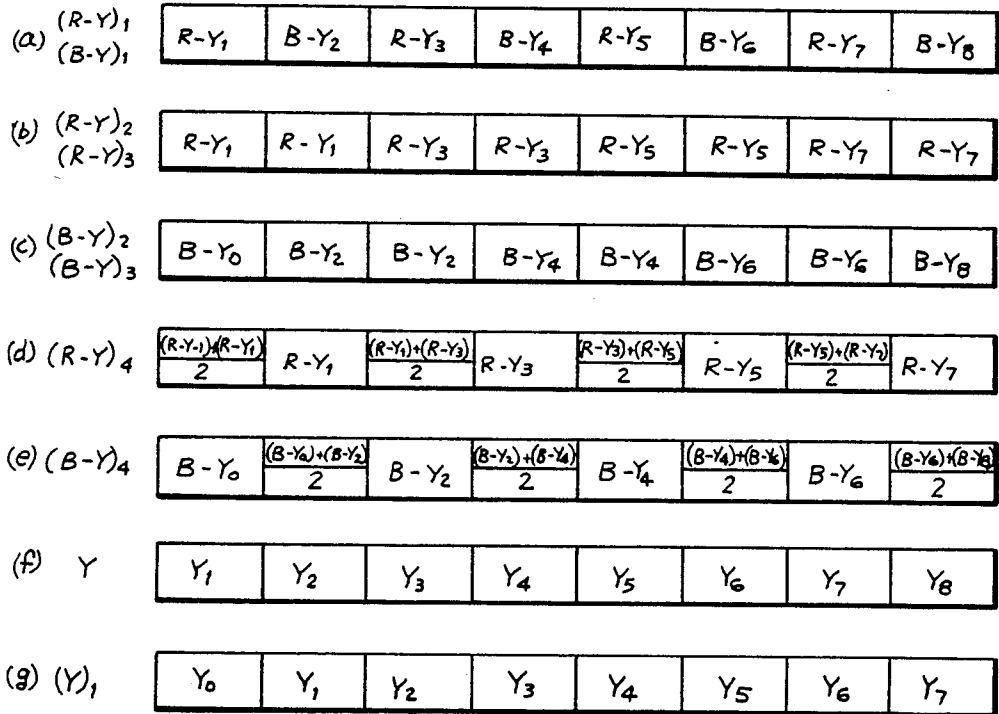 (a) (R-Y)₁
(B-Y)₁
R-Y₁ B-Y₂ R-Y₃ B-Y₄ R-Y₅ B-Y₆ R-Y₇ B-Y₈
(b) (R-Y)₂
(R-Y)₃
R-Y₁ R-Y₁ R-Y₃ R-Y₃ R-Y₅ R-Y₅ R-Y₇ R-Y₇
(c) (B-Y)₂
(B-Y)₃
B-Y₀ B-Y₂ B-Y₂ B-Y₄ B-Y₄ B-Y₆ B-Y₆ B-Y₈
(d) (R-Y)₄
(R-Y-1)+(R-Y₁)/2 R-Y₁ (R-Y₁)+(R-Y₃)/2 R-Y₃ (R-Y₃)+(R-Y₅)/2 R-Y₅ (R-Y₅)+(R-Y₇)/2 R-Y₇
(e) (B-Y)₄
B-Y₀ (B-Y₀)+(B-Y₂)/2 B-Y₂ (B-Y₂)+(B-Y₄)/2 B-Y₄ (B-Y₄)+(B-Y₆)/2 B-Y₆ (B-Y₆)+(B-Y₈)/2
(f) Y
Y₁ Y₂ Y₃ Y₄ Y₅ Y₆ Y₇ Y₈
(g) (Y)₁
Y₀ Y₁ Y₂ Y₃ Y₄ Y₅ Y₆ Y₇